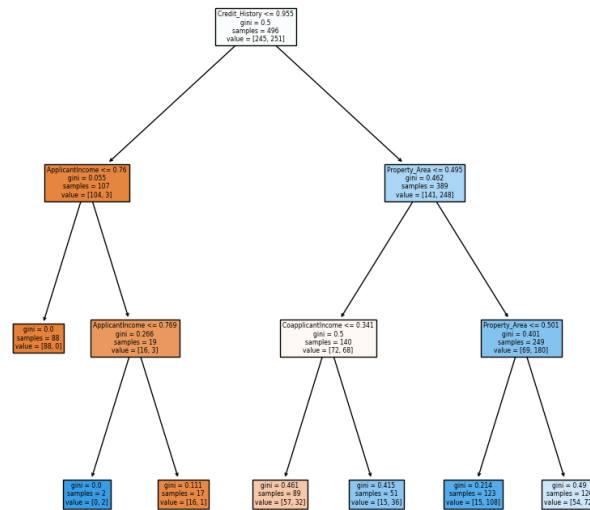 Credit_History <= 0.955
gini = 0.5
samples = 496
value = [245, 251]
ApplicantIncome <= 0.76
gini = 0.055
samples = 107
value = [104, 3]
Property_Area <= 0.495
gini = 0.462
samples = 389
value = [141, 248]
gini = 0.0
samples = 88
value = [88, 0]
ApplicantIncome <= 0.769
gini = 0.266
samples = 19
value = [16, 3]
CoapplicantIncome <= 0.341
gini = 0.5
samples = 140
value = [72, 68]
Property_Area <= 0.501
gini = 0.401
samples = 249
value = [69, 180]
gini = 0.0
samples = 2
value = [0, 2]
gini = 0.111
samples = 17
value = [16, 1]
gini = 0.461
samples = 89
value = [57, 32]
gini = 0.415
samples = 51
value = [15, 36]
gini = 0.214
samples = 123
value = [15, 108]
gini = 0.49
samples =
value = [54,